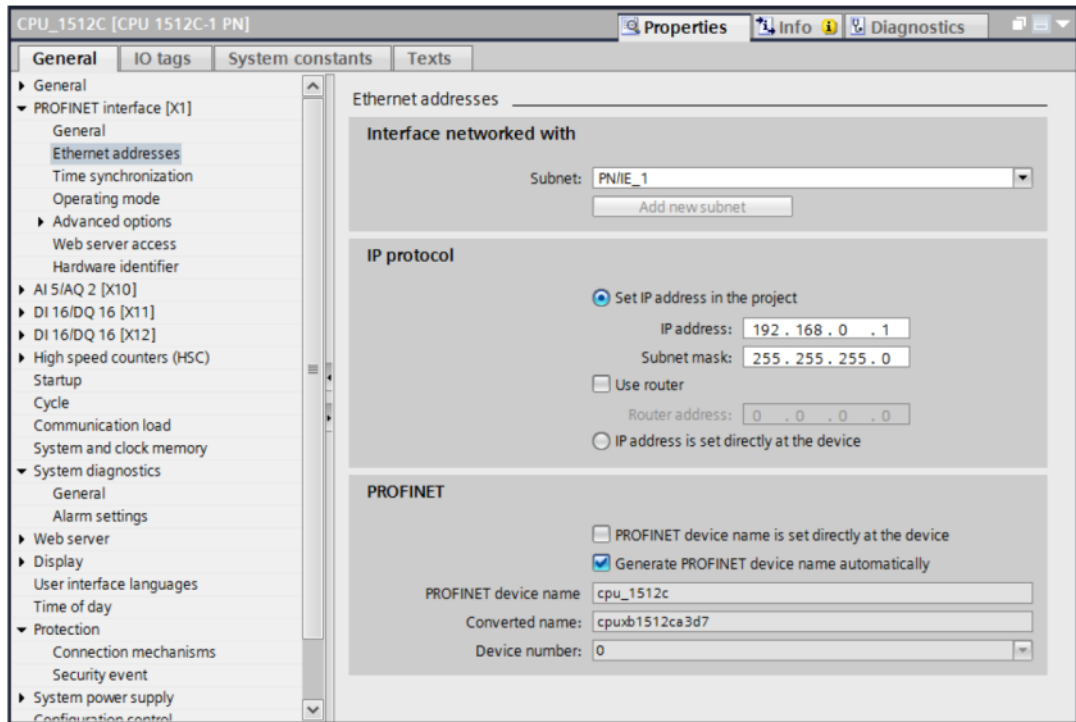 CPU_1512C [CPU 1512C-1 PN]
Properties Info Diagnostics
General IO tags System constants Texts
General
PROFINET interface [X1]
General
Ethernet addresses
Time synchronization
Operating mode
Advanced options
Web server access
Hardware identifier
AI 5/AQ 2 [X10]
DI 16/DQ 16 [X11]
DI 16/DQ 16 [X12]
High speed counters (HSC)
Startup
Cycle
Communication load
System and clock memory
System diagnostics
General
Alarm settings
Web server
Display
User interface languages
Time of day
Protection
Connection mechanisms
Security event
System power supply
Configuration control
Ethernet addresses
Interface networked with
Subnet: PN/IE_1
Add new subnet
IP protocol
Set IP address in the project
IP address: 192 . 168 . 0 . 1
Subnet mask: 255 . 255 . 255 . 0
Use router
Router address: 0 . 0 . 0 . 0
IP address is set directly at the device
PROFINET
PROFINET device name is set directly at the device
Generate PROFINET device name automatically
PROFINET device name cpu_1512c
Converted name: cpuxb1512ca3d7
Device number: 0